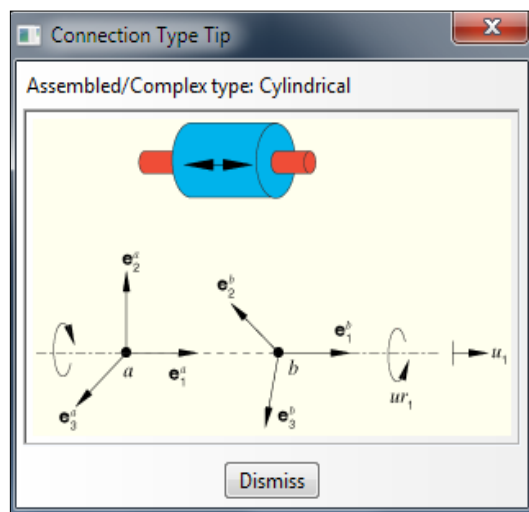 Connection Type Tip
X
Assembled/Complex type: Cylindrical
e₂ᵃ
e₂ᵇ
e₁ᵇ
u₁
a
e₁ᵃ
b
ur₁
e₃ᵃ
e₃ᵇ
Dismiss